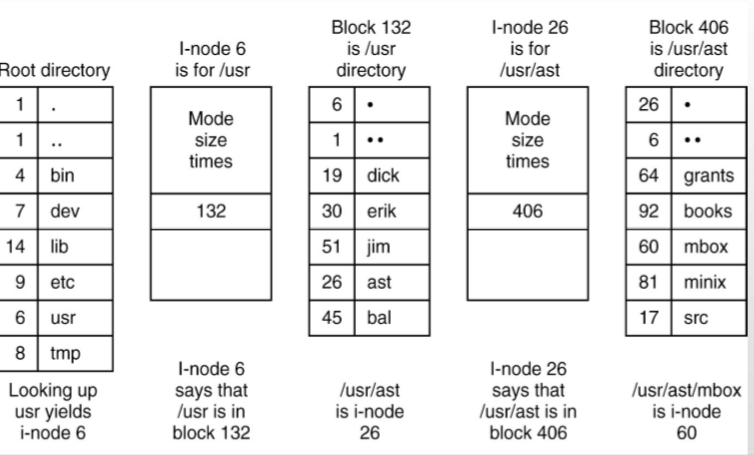 Root directory
1 .
1 ..
4 bin
7 dev
14 lib
9 etc
6 usr
8 tmp
Looking up
usr yields
i-node 6
I-node 6
is for /usr
Mode
size
times
132
I-node 6
says that
/usr is in
block 132
Block 132
is /usr
directory
6 •
1 ••
19 dick
30 erik
51 jim
26 ast
45 bal
/usr/ast
is i-node
26
I-node 26
is for
/usr/ast
Mode
size
times
406
I-node 26
says that
/usr/ast is in
block 406
Block 406
is /usr/ast
directory
26 •
6 ••
64 grants
92 books
60 mbox
81 minix
17 src
/usr/ast/mbox
is i-node
60